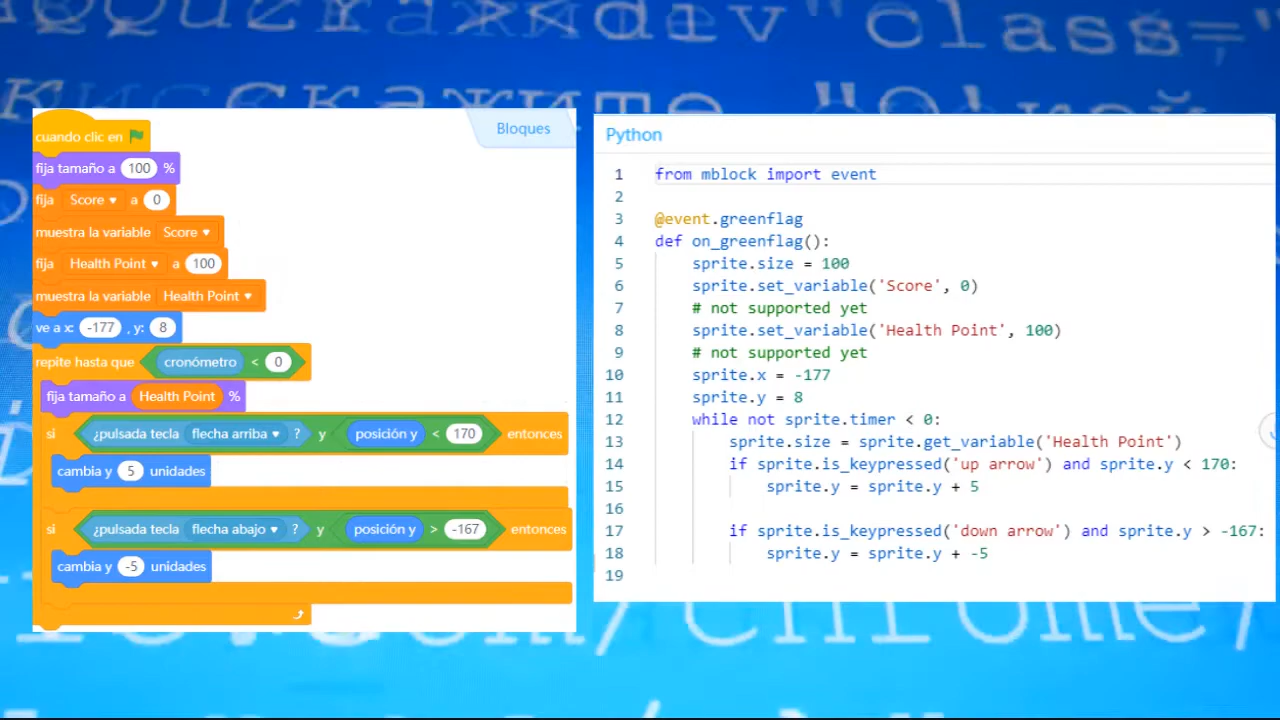 div"class="
скажите "О'кей
Bloques
cuando clic en
fija tamaño a 100 %
fija Score ▾ a 0
muestra la variable Score ▾
fija Health Point ▾ a 100
muestra la variable Health Point ▾
ve a x: -177 , y: 8
repite hasta que cronómetro < 0
fija tamaño a Health Point %
si ¿pulsada tecla flecha arriba ▾ ? y posición y < 170 entonces
cambia y 5 unidades
si ¿pulsada tecla flecha abajo ▾ ? y posición y > -167 entonces
cambia y -5 unidades
Python
1 from mblock import event
2
3 @event.greenflag
4 def on_greenflag():
5 sprite.size = 100
6 sprite.set_variable('Score', 0)
7 # not supported yet
8 sprite.set_variable('Health Point', 100)
9 # not supported yet
10 sprite.x = -177
11 sprite.y = 8
12 while not sprite.timer < 0:
13 sprite.size = sprite.get_variable('Health Point')
14 if sprite.is_keypressed('up arrow') and sprite.y < 170:
15 sprite.y = sprite.y + 5
16
17 if sprite.is_keypressed('down arrow') and sprite.y > -167:
18 sprite.y = sprite.y + -5
19
com/chrome/